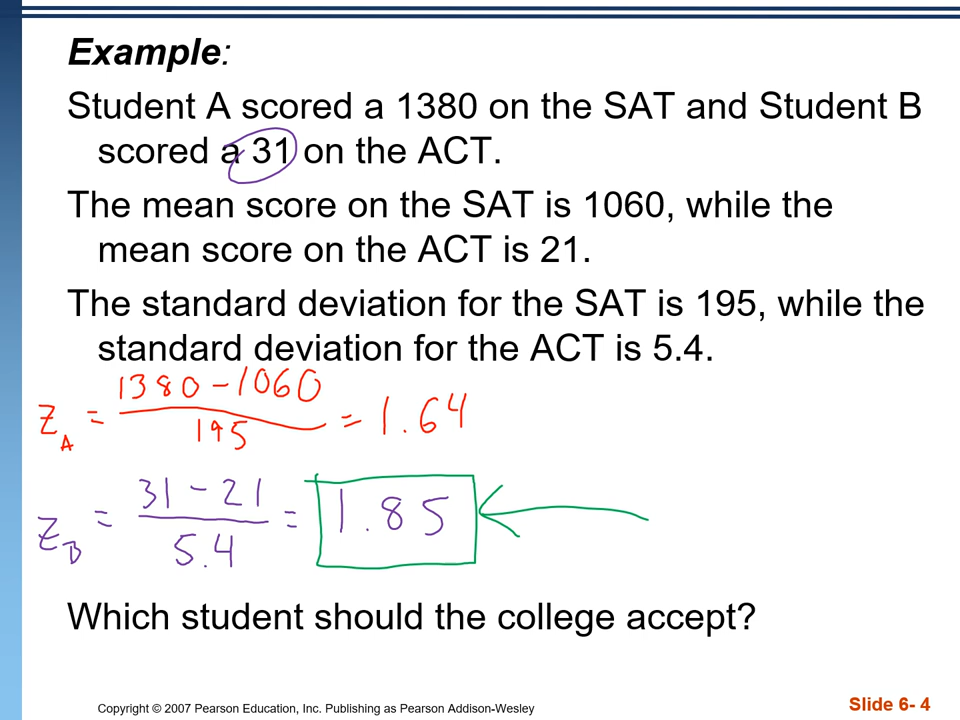 Example:
Student A scored a 1380 on the SAT and Student B
scored a 31 on the ACT.
The mean score on the SAT is 1060, while the
mean score on the ACT is 21.
The standard deviation for the SAT is 195, while the
standard deviation for the ACT is 5.4.
z_A = (1380 - 1060) / 195 = 1.64
z_B = (31 - 21) / 5.4 = 1.85
Which student should the college accept?
Copyright © 2007 Pearson Education, Inc. Publishing as Pearson Addison-Wesley
Slide 6- 4